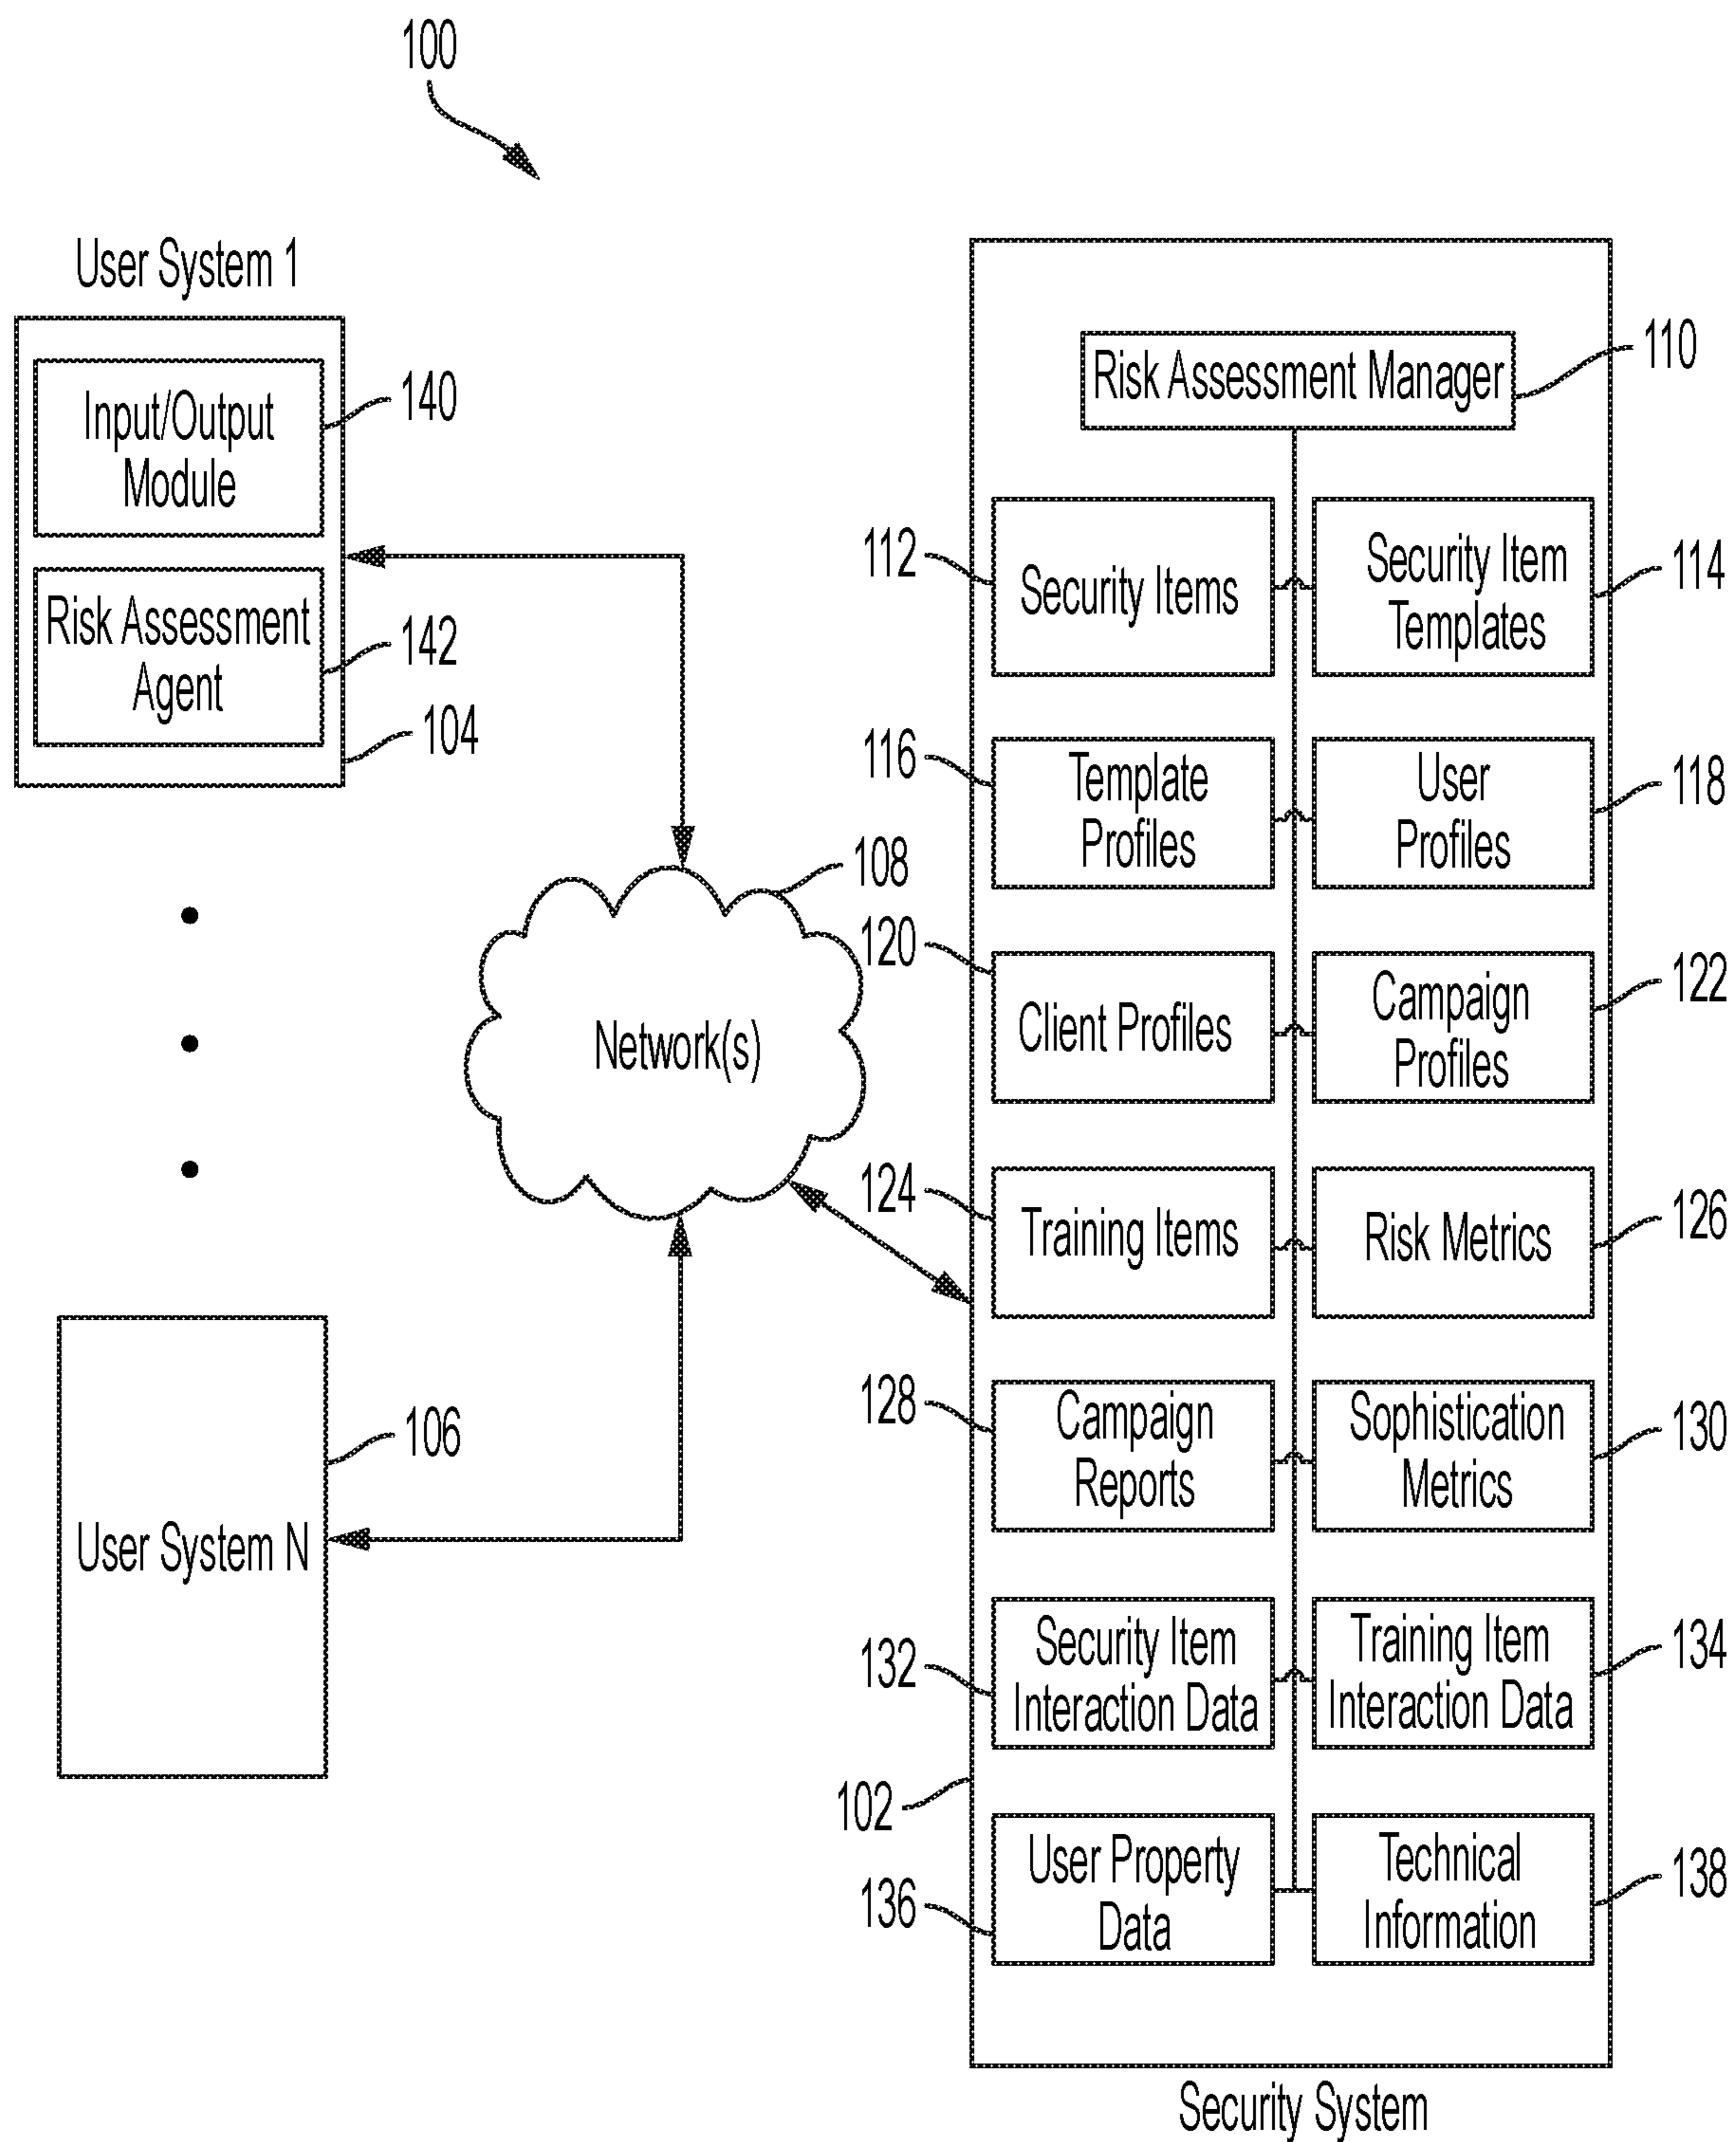 100
User System 1
Input/Output
Module
140
Risk Assessment
Agent
142
104
108
Network(s)
User System N
106
Risk Assessment Manager
110
112
Security Items
Security Item
Templates
114
116
Template
Profiles
User
Profiles
118
120
Client Profiles
Campaign
Profiles
122
124
Training Items
Risk Metrics
126
128
Campaign
Reports
Sophistication
Metrics
130
132
Security Item
Interaction Data
Training Item
Interaction Data
134
102
136
User Property
Data
Technical
Information
138
Security System